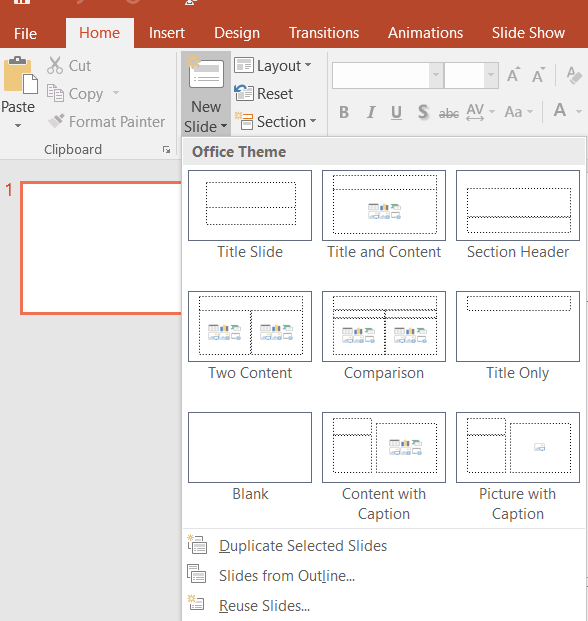 File Home Insert Design Transitions Animations Slide Show
Paste
Cut
Copy
Format Painter
Clipboard
New
Slide
Layout
Reset
Section
B I U S abc AV Aa A
A A A
Office Theme
Title Slide Title and Content Section Header
Two Content Comparison Title Only
Blank Content with Picture with
Caption Caption
Duplicate Selected Slides
Slides from Outline...
Reuse Slides...
1